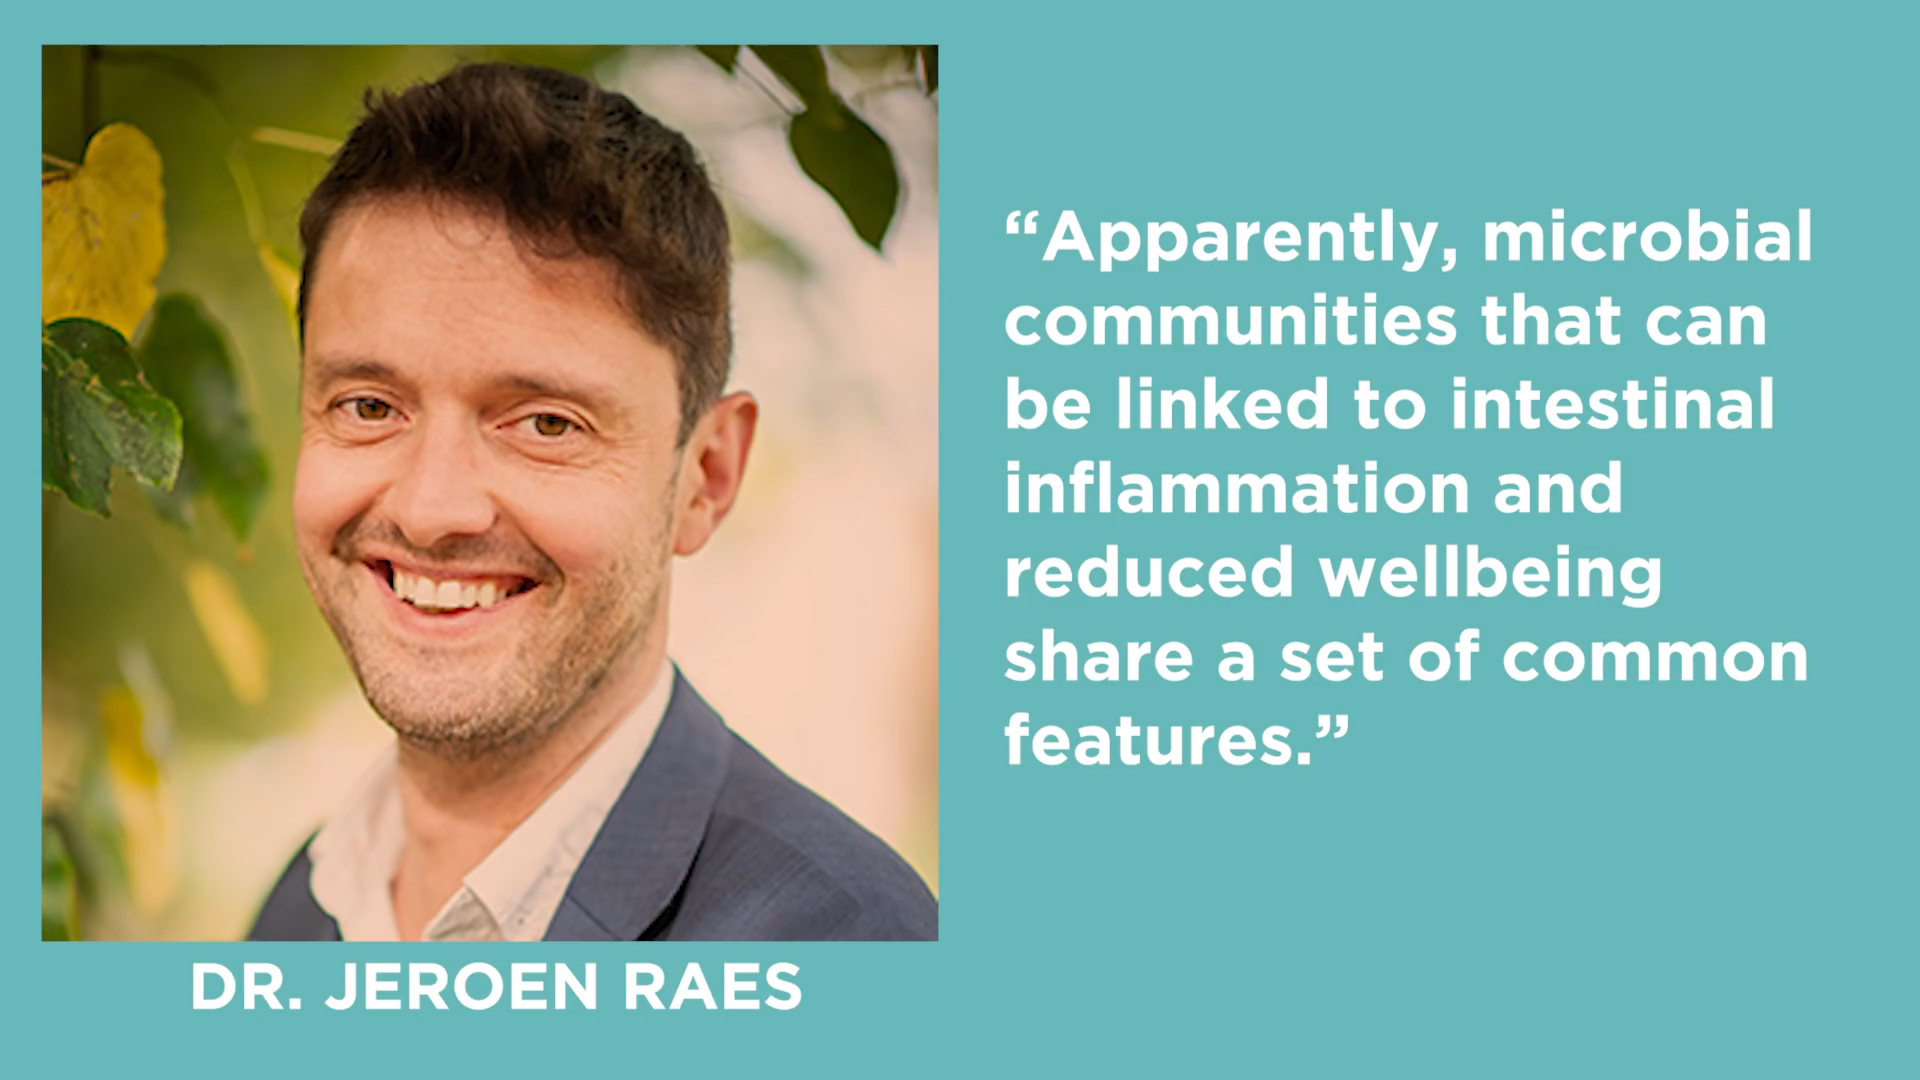 “Apparently, microbial
communities that can
be linked to intestinal
inflammation and
reduced wellbeing
share a set of common
features.”
DR. JEROEN RAES